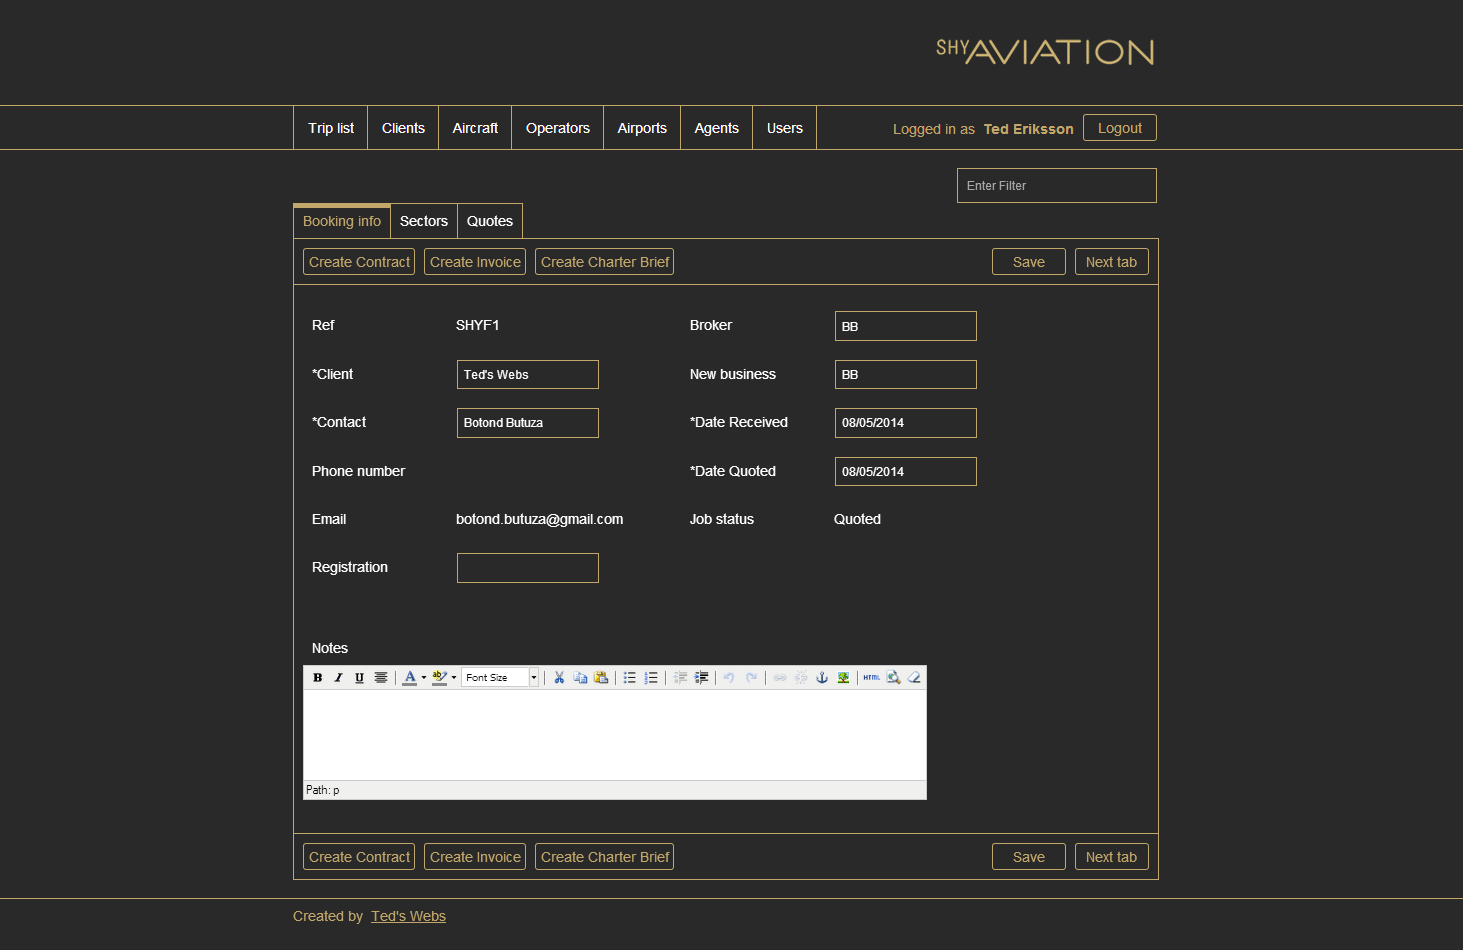 SHY AVIATION
Trip list Clients Aircraft Operators Airports Agents Users Logged in as Ted Eriksson Logout
Enter Filter
Booking info Sectors Quotes
Create Contract Create Invoice Create Charter Brief Save Next tab
Ref SHYF1 Broker BB
*Client Ted's Webs New business BB
*Contact Botond Butuza *Date Received 08/05/2014
Phone number *Date Quoted 08/05/2014
Email botond.butuza@gmail.com Job status Quoted
Registration
Notes
B I U A ab Font Size HTML
Path: p
Create Contract Create Invoice Create Charter Brief Save Next tab
Created by Ted's Webs